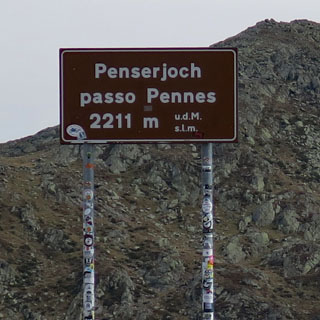 Penserjoch
passo Pennes
2211 m u.d.M.
s.l.m.